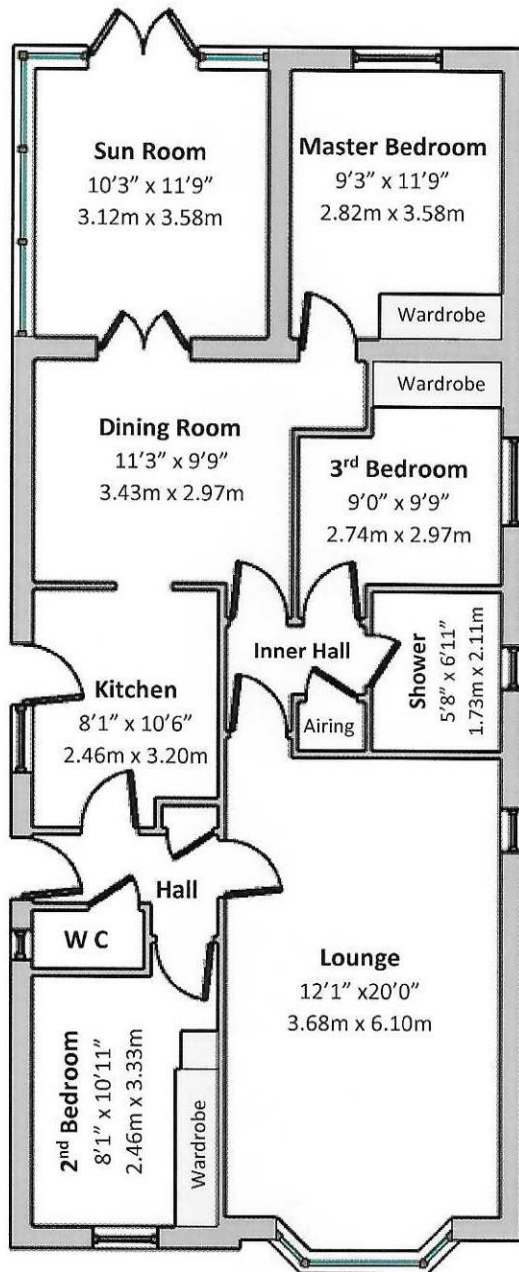 Sun Room
10’3” x 11’9”
3.12m x 3.58m
Master Bedroom
9’3” x 11’9”
2.82m x 3.58m
Wardrobe
Wardrobe
Dining Room
11’3” x 9’9”
3.43m x 2.97m
3rd Bedroom
9’0” x 9’9”
2.74m x 2.97m
Inner Hall
Shower
5’8” x 6’11”
1.73m x 2.11m
Kitchen
8’1” x 10’6”
2.46m x 3.20m
Airing
Hall
W C
Lounge
12’1” x20’0”
3.68m x 6.10m
2nd Bedroom
8’1” x 10’11”
2.46m x 3.33m
Wardrobe